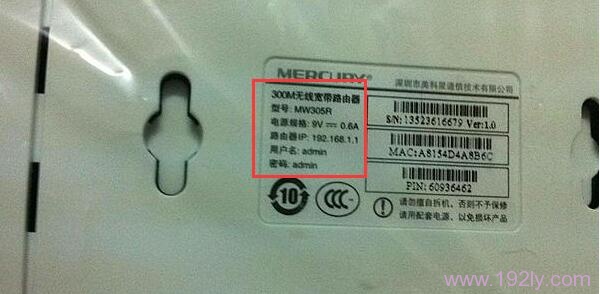 MERCURY®
300M无线宽带路由器
型号: MW305R
电源规格: 9V ⎓ 0.6A
路由器IP: 192.168.1.1
用户名: admin
密码: admin
深圳市美科星通信技术有限公司
S/N: 13523616679 Ver:1.0
MAC:A8154D4A8B6C
PIN: 60936462
10
CCC
请勿擅自拆机，否则不予保修
请用配套电源，以免损坏产品
www.192ly.com